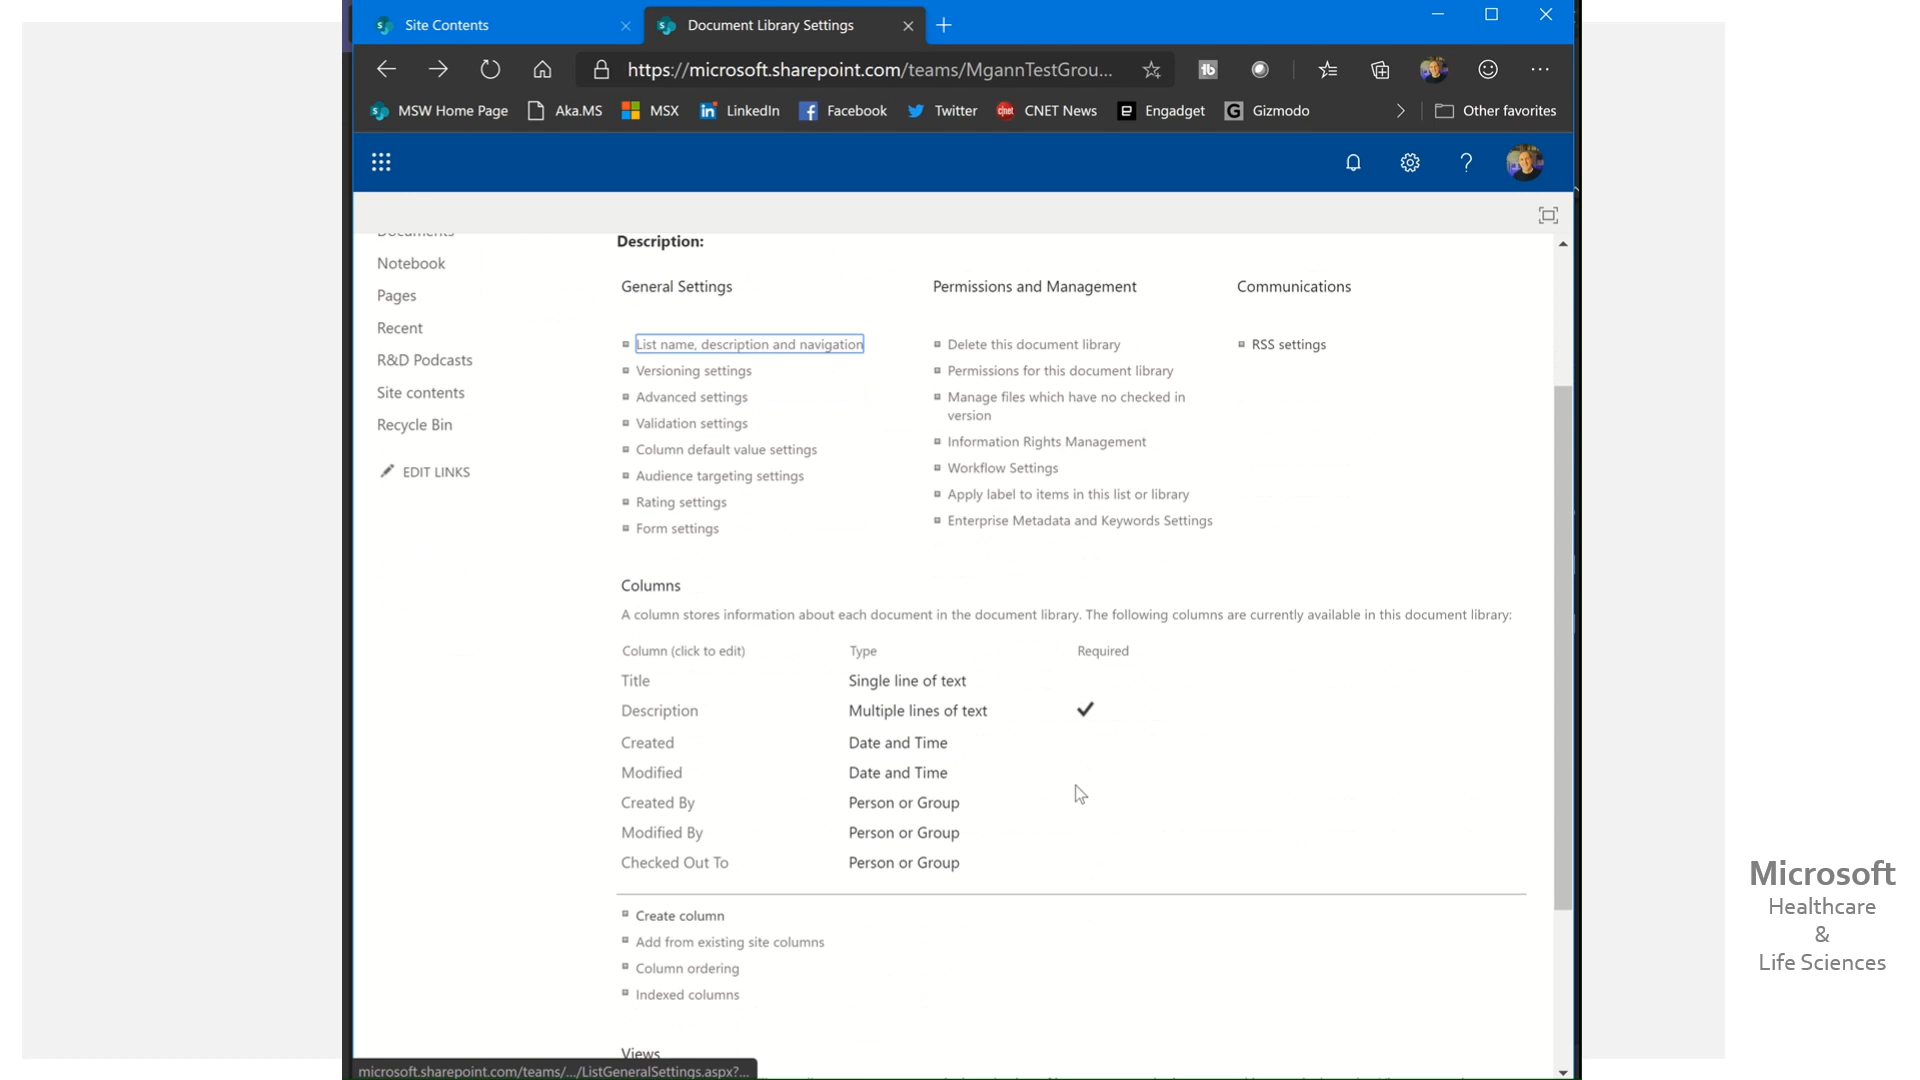 Site Contents
Document Library Settings
https://microsoft.sharepoint.com/teams/MgannTestGrou...
MSW Home Page
Aka.MS
MSX
LinkedIn
Facebook
Twitter
CNET News
Engadget
Gizmodo
Other favorites
Documents
Notebook
Pages
Recent
R&D Podcasts
Site contents
Recycle Bin
EDIT LINKS
Description:
General Settings
List name, description and navigation
Versioning settings
Advanced settings
Validation settings
Column default value settings
Audience targeting settings
Rating settings
Form settings
Permissions and Management
Delete this document library
Permissions for this document library
Manage files which have no checked in
version
Information Rights Management
Workflow Settings
Apply label to items in this list or library
Enterprise Metadata and Keywords Settings
Communications
RSS settings
Columns
A column stores information about each document in the document library. The following columns are currently available in this document library:
Column (click to edit) Type Required
Title Single line of text
Description Multiple lines of text
Created Date and Time
Modified Date and Time
Created By Person or Group
Modified By Person or Group
Checked Out To Person or Group
Create column
Add from existing site columns
Column ordering
Indexed columns
Views
microsoft.sharepoint.com/teams/.../ListGeneralSettings.aspx?...
Microsoft
Healthcare
&
Life Sciences